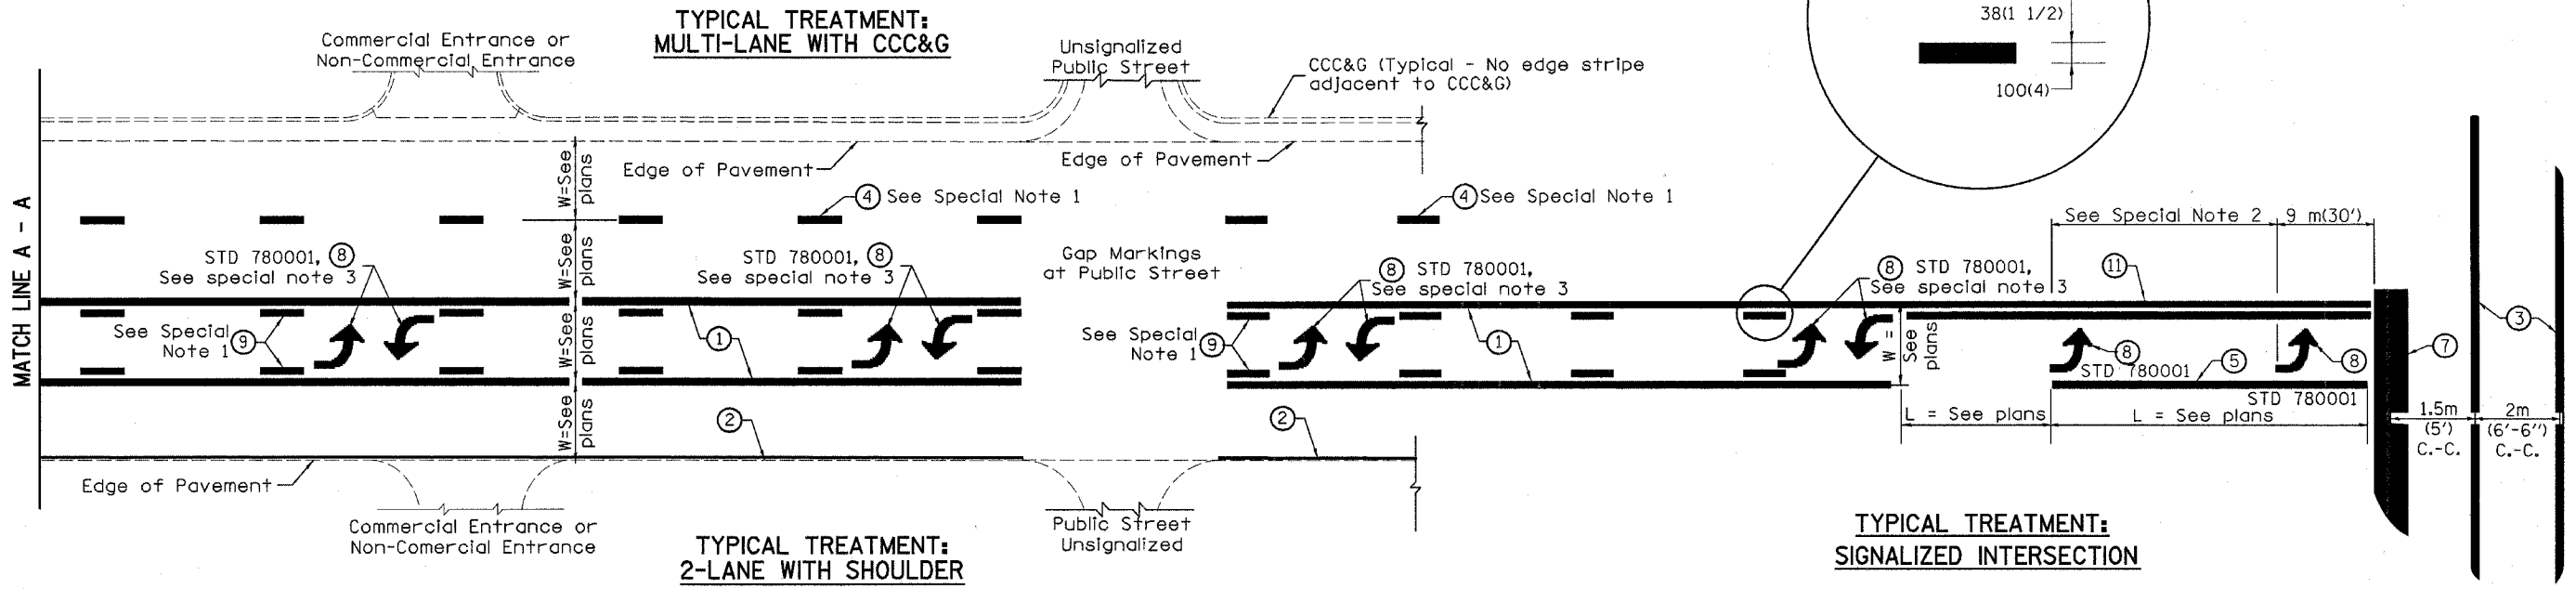 TYPICAL TREATMENT:
MULTI-LANE WITH CCC&G
Commercial Entrance or
Non-Commercial Entrance
Unsignalized
Public Street
CCC&G (Typical - No edge stripe
adjacent to CCC&G)
38(1 1/2)
100(4)
Edge of Pavement
Edge of Pavement
MATCH LINE A - A
W=See
plans
4 See Special Note 1
4 See Special Note 1
See Special Note 2
9 m(30')
STD 780001, 8
See special note 3
W=See
plans
STD 780001, 8
See special note 3
Gap Markings
at Public Street
8 STD 780001,
See special note 3
8 STD 780001,
See special note 3
11
See Special
Note 1 9
1
W=See
plans
See Special
Note 1 9
1
W =
See
plans
8
STD 780001
5
8
STD 780001
7
3
W=See
plans
2
2
L = See plans
L = See plans
1.5m
(5')
C.-C.
2m
(6'-6")
C.-C.
Edge of Pavement
Commercial Entrance or
Non-Comercial Entrance
Public Street
Unsignalized
TYPICAL TREATMENT:
2-LANE WITH SHOULDER
TYPICAL TREATMENT:
SIGNALIZED INTERSECTION